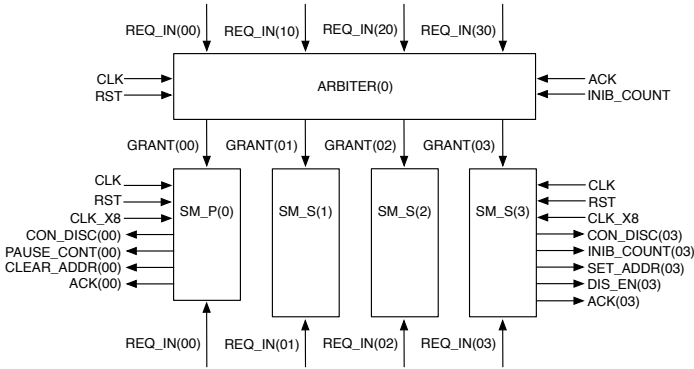 REQ_IN(00) REQ_IN(10) REQ_IN(20) REQ_IN(30)
CLK ARBITER(0) ACK
RST INIB_COUNT
GRANT(00) GRANT(01) GRANT(02) GRANT(03)
CLK CLK
RST SM_P(0) SM_S(1) SM_S(2) SM_S(3) RST
CLK_X8 CLK_X8
CON_DISC(00) CON_DISC(03)
PAUSE_CONT(00) INIB_COUNT(03)
CLEAR_ADDR(00) SET_ADDR(03)
ACK(00) DIS_EN(03)
ACK(03)
REQ_IN(00) REQ_IN(01) REQ_IN(02) REQ_IN(03)